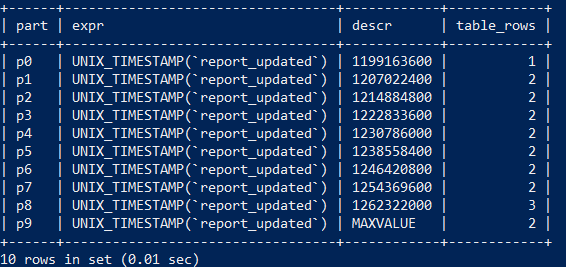 +------+----------------------------------+------------+------------+
| part | expr                             | descr      | table_rows |
+------+----------------------------------+------------+------------+
| p0   | UNIX_TIMESTAMP(`report_updated`) | 1199163600 |          1 |
| p1   | UNIX_TIMESTAMP(`report_updated`) | 1207022400 |          2 |
| p2   | UNIX_TIMESTAMP(`report_updated`) | 1214884800 |          2 |
| p3   | UNIX_TIMESTAMP(`report_updated`) | 1222833600 |          2 |
| p4   | UNIX_TIMESTAMP(`report_updated`) | 1230786000 |          2 |
| p5   | UNIX_TIMESTAMP(`report_updated`) | 1238558400 |          2 |
| p6   | UNIX_TIMESTAMP(`report_updated`) | 1246420800 |          2 |
| p7   | UNIX_TIMESTAMP(`report_updated`) | 1254369600 |          2 |
| p8   | UNIX_TIMESTAMP(`report_updated`) | 1262322000 |          3 |
| p9   | UNIX_TIMESTAMP(`report_updated`) | MAXVALUE   |          2 |
+------+----------------------------------+------------+------------+
10 rows in set (0.01 sec)